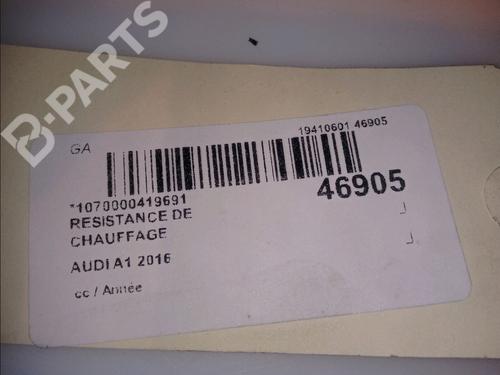 B-PARTS
GA
19410601 46905
*1070000419691
46905
RESISTANCE DE
CHAUFFAGE
AUDI A1 2016
cc / Année